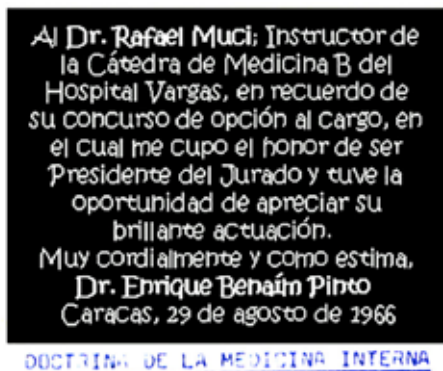 Al Dr. Rafael Muci; Instructor de
la Cátedra de Medicina B del
Hospital Vargas, en recuerdo de
su concurso de opción al cargo, en
el cual me cupo el honor de ser
Presidente del Jurado y tuve la
oportunidad de apreciar su
brillante actuación.
Muy cordialmente y como estima,
Dr. Enrique Benaím Pinto
Caracas, 29 de agosto de 1966
DOCTRINA DE LA MEDICINA INTERNA